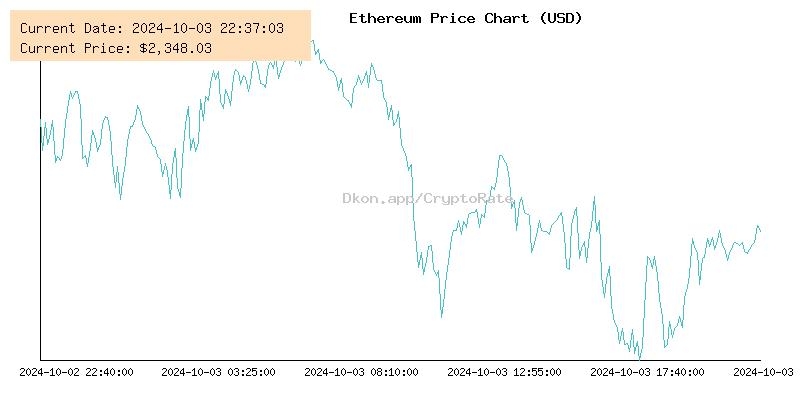 Ethereum Price Chart (USD)
Current Date: 2024-10-03 22:37:03
Current Price: $2,348.03
Dkon.app/CryptoRate
2024-10-02 22:40:00 2024-10-03 03:25:00 2024-10-03 08:10:00 2024-10-03 12:55:00 2024-10-03 17:40:00 2024-10-03